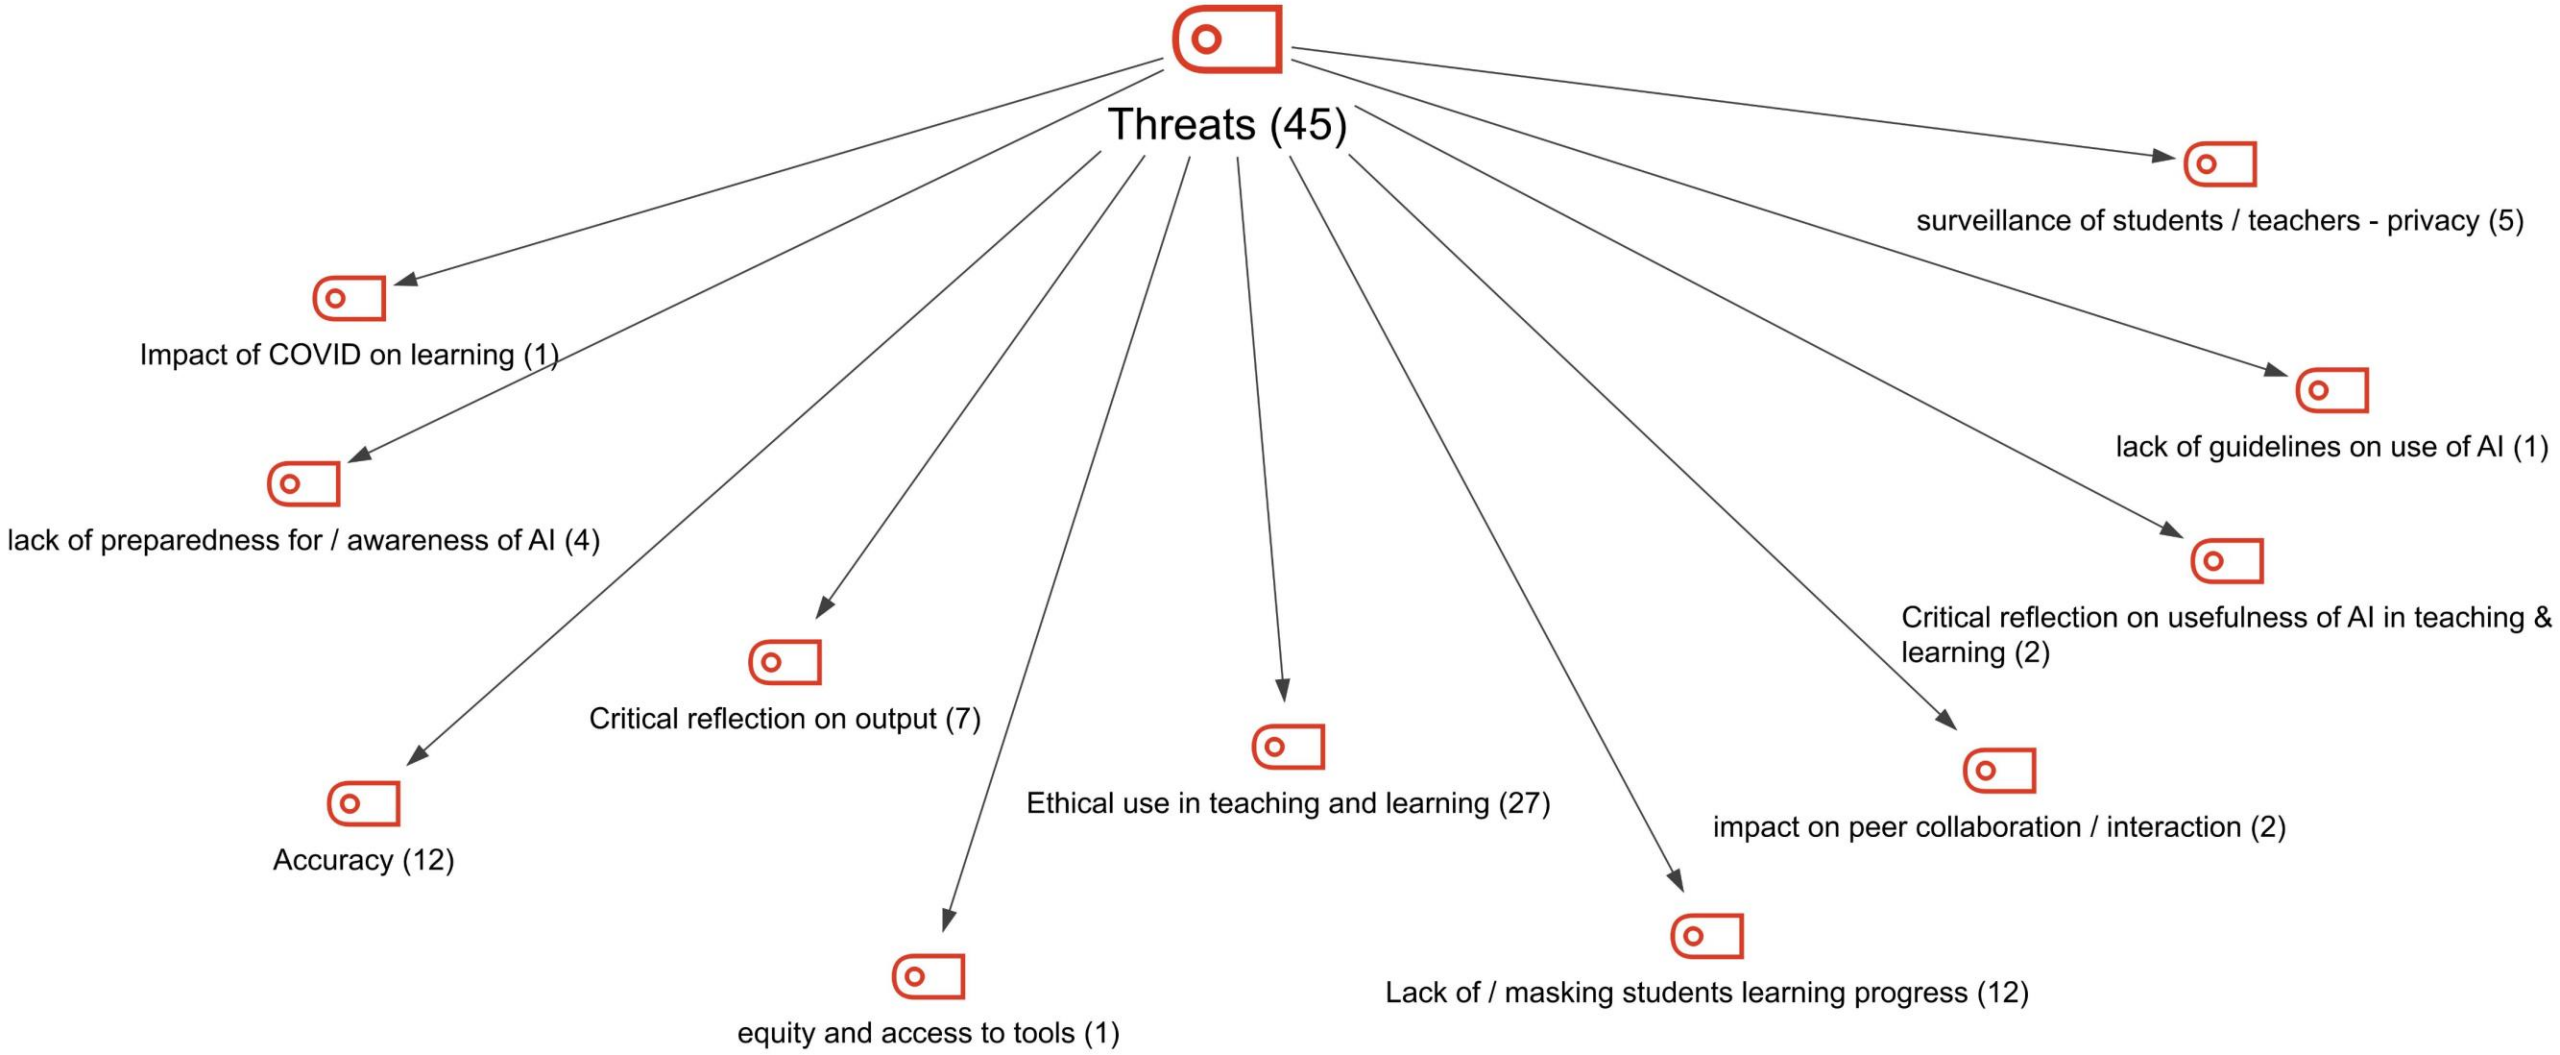 Threats (45)
surveillance of students / teachers - privacy (5)
Impact of COVID on learning (1)
lack of guidelines on use of AI (1)
lack of preparedness for / awareness of AI (4)
Critical reflection on usefulness of AI in teaching &
learning (2)
Critical reflection on output (7)
Ethical use in teaching and learning (27)
impact on peer collaboration / interaction (2)
Accuracy (12)
Lack of / masking students learning progress (12)
equity and access to tools (1)